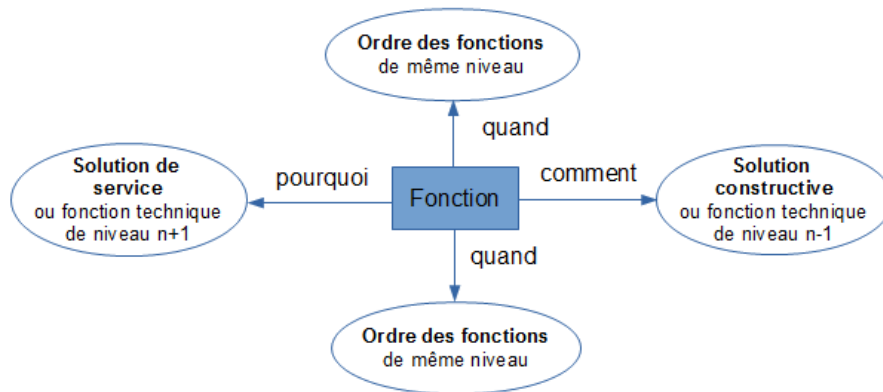 Ordre des fonctions
de même niveau
quand
Solution de
service
ou fonction technique
de niveau n+1
pourquoi
Fonction
comment
Solution
constructive
ou fonction technique
de niveau n-1
quand
Ordre des fonctions
de même niveau